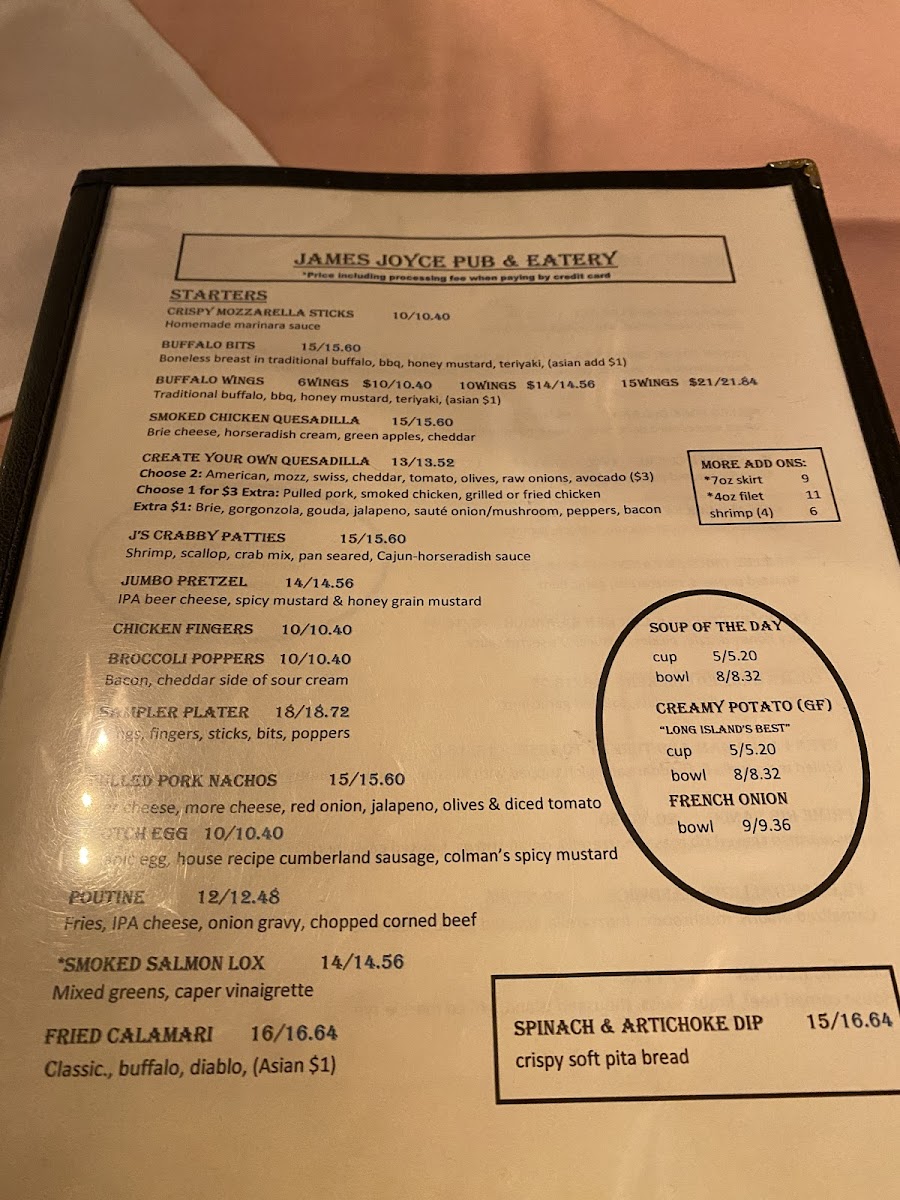 JAMES JOYCE PUB & EATERY
*Price including processing fee when paying by credit card
STARTERS
CRISPY MOZZARELLA STICKS 10/10.40
Homemade marinara sauce
BUFFALO BITS 15/15.60
Boneless breast in traditional buffalo, bbq, honey mustard, teriyaki, (asian add $1)
BUFFALO WINGS 6WINGS $10/10.40 10WINGS $14/14.56 15WINGS $21/21.84
Traditional buffalo, bbq, honey mustard, teriyaki, (asian $1)
SMOKED CHICKEN QUESADILLA 15/15.60
Brie cheese, horseradish cream, green apples, cheddar
CREATE YOUR OWN QUESADILLA 13/13.52
Choose 2: American, mozz, swiss, cheddar, tomato, olives, raw onions, avocado ($3)
Choose 1 for $3 Extra: Pulled pork, smoked chicken, grilled or fried chicken
Extra $1: Brie, gorgonzola, gouda, jalapeno, sauté onion/mushroom, peppers, bacon
MORE ADD ONS:
*7oz skirt 9
*4oz filet 11
shrimp (4) 6
J'S CRABBY PATTIES 15/15.60
Shrimp, scallop, crab mix, pan seared, Cajun-horseradish sauce
JUMBO PRETZEL 14/14.56
IPA beer cheese, spicy mustard & honey grain mustard
CHICKEN FINGERS 10/10.40
BROCCOLI POPPERS 10/10.40
Bacon, cheddar side of sour cream
SAMPLER PLATER 18/18.72
fingers, sticks, bits, poppers
PORK NACHOS 15/15.60
cheese, more cheese, red onion, jalapeno, olives & diced tomato
EGG 10/10.40
egg, house recipe cumberland sausage, colman's spicy mustard
POUTINE 12/12.48
Fries, IPA cheese, onion gravy, chopped corned beef
*SMOKED SALMON LOX 14/14.56
Mixed greens, caper vinaigrette
FRIED CALAMARI 16/16.64
Classic., buffalo, diablo, (Asian $1)
SOUP OF THE DAY
cup 5/5.20
bowl 8/8.32
CREAMY POTATO (GF)
"LONG ISLAND'S BEST"
cup 5/5.20
bowl 8/8.32
FRENCH ONION
bowl 9/9.36
SPINACH & ARTICHOKE DIP 15/16.64
crispy soft pita bread